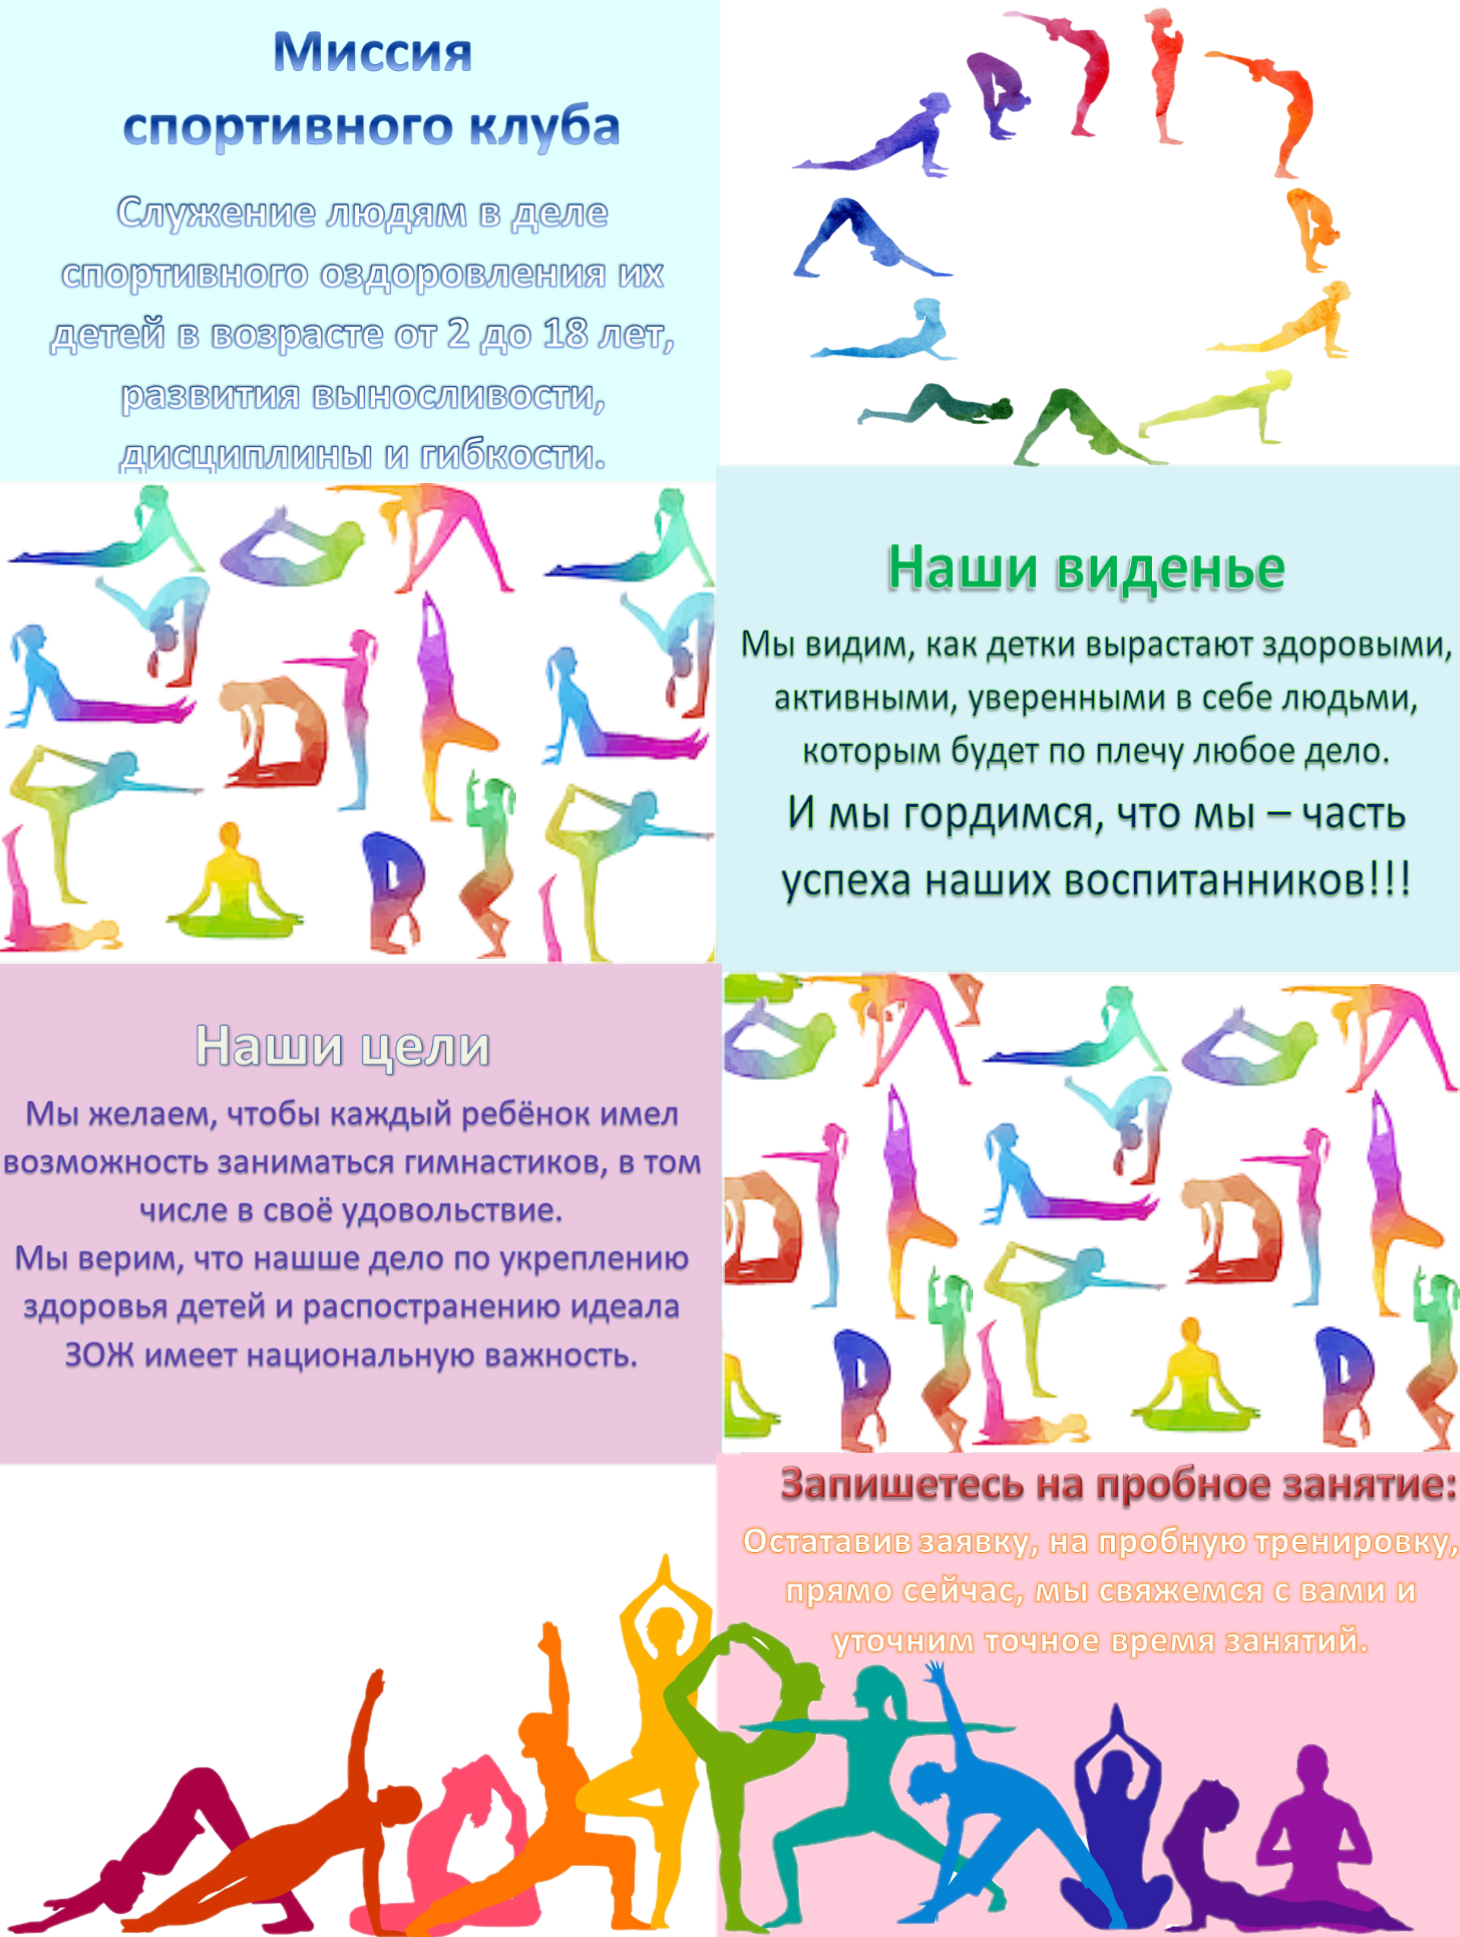 Миссия
спортивного клуба
Служение людям в деле
спортивного оздоровления их
детей в возрасте от 2 до 18 лет,
развития выносливости,
дисциплины и гибкости.
Наши виденье
Мы видим, как детки вырастают здоровыми,
активными, уверенными в себе людьми,
которым будет по плечу любое дело.
И мы гордимся, что мы – часть
успеха наших воспитанников!!!
Наши цели
Мы желаем, чтобы каждый ребёнок имел
возможность заниматься гимнастиков, в том
числе в своё удовольствие.
Мы верим, что нашше дело по укреплению
здоровья детей и распостранению идеала
ЗОЖ имеет национальную важность.
Запишетесь на пробное занятие:
Остатавив заявку, на пробную тренировку,
прямо сейчас, мы свяжемся с вами и
уточним точное время занятий.